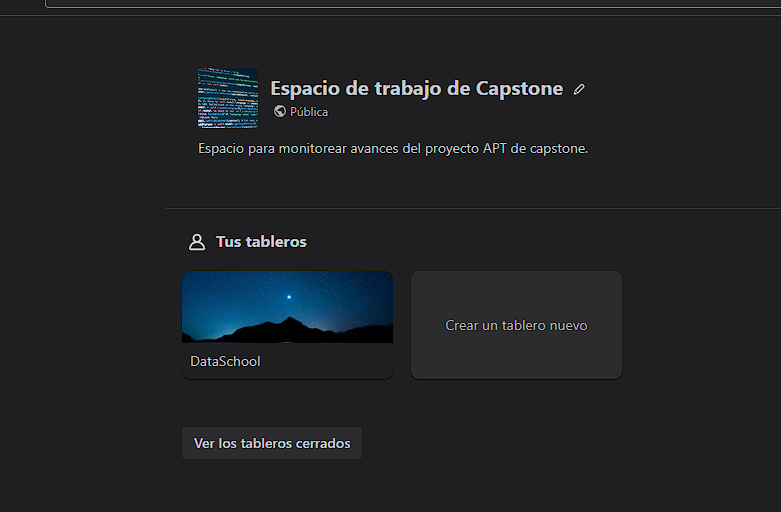 Espacio de trabajo de Capstone
Pública
Espacio para monitorear avances del proyecto APT de capstone.
Tus tableros
DataSchool
Crear un tablero nuevo
Ver los tableros cerrados